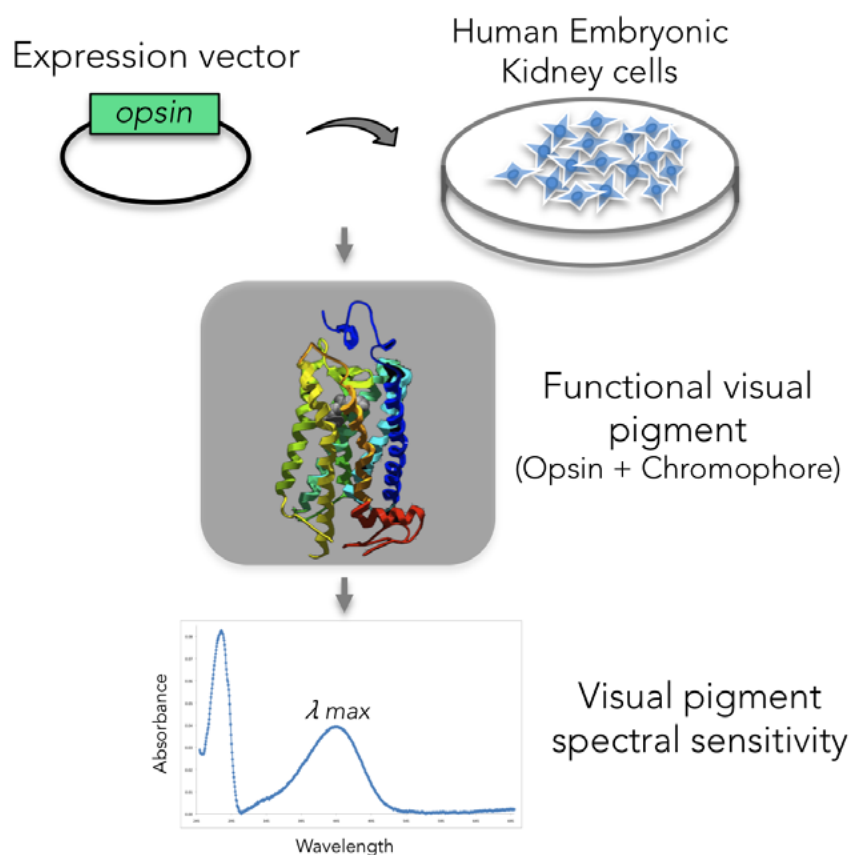 Expression vector
opsin
Human Embryonic
Kidney cells
Functional visual
pigment
(Opsin + Chromophore)
Absorbance
λ max
Wavelength
Visual pigment
spectral sensitivity